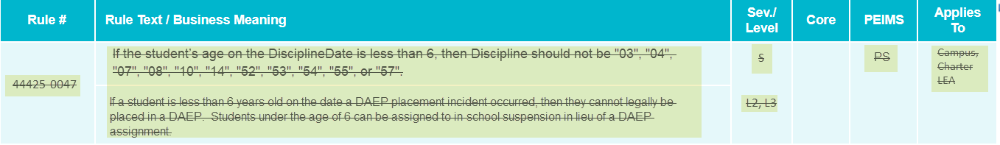 Rule #
Rule Text / Business Meaning
Sev./
Level
Core
PEIMS
Applies
To
44425-0047
If the student's age on the DisciplineDate is less than 6, then Discipline should not be "03", "04",
"07", "08", "10", "14", "52", "53", "54", "55", or "57".
S
PS
Campus,
Charter
LEA
If a student is less than 6 years old on the date a DAEP placement incident occurred, then they cannot legally be
placed in a DAEP.  Students under the age of 6 can be assigned to in school suspension in lieu of a DAEP
assignment.
L2, L3